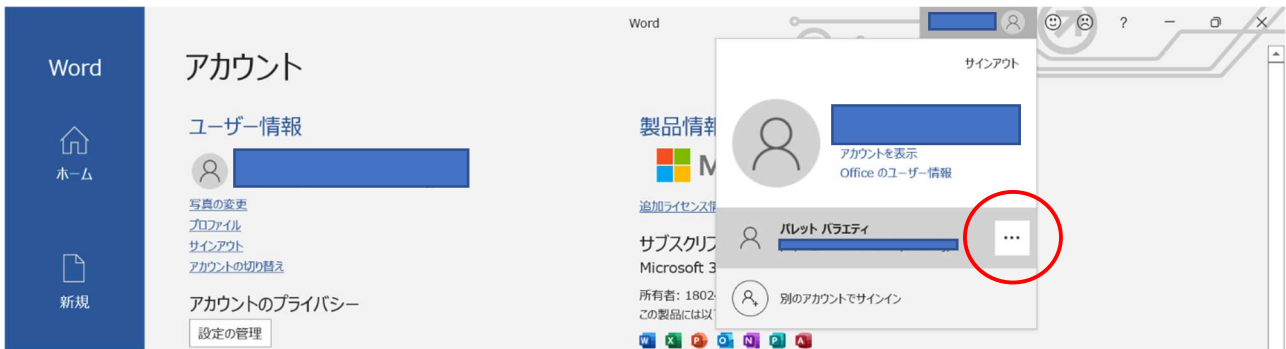 Word
?
Word
アカウント
サインアウト
ユーザー情報
製品情報
ホーム
アカウントを表示
Office のユーザー情報
写真の変更
プロファイル
サインアウト
アカウントの切り替え
追加ライセンス情
パレット バラエティ
...
サブスクリプ
Microsoft 3
新規
アカウントのプライバシー
所有者: 1802
別のアカウントでサインイン
この製品には以
設定の管理